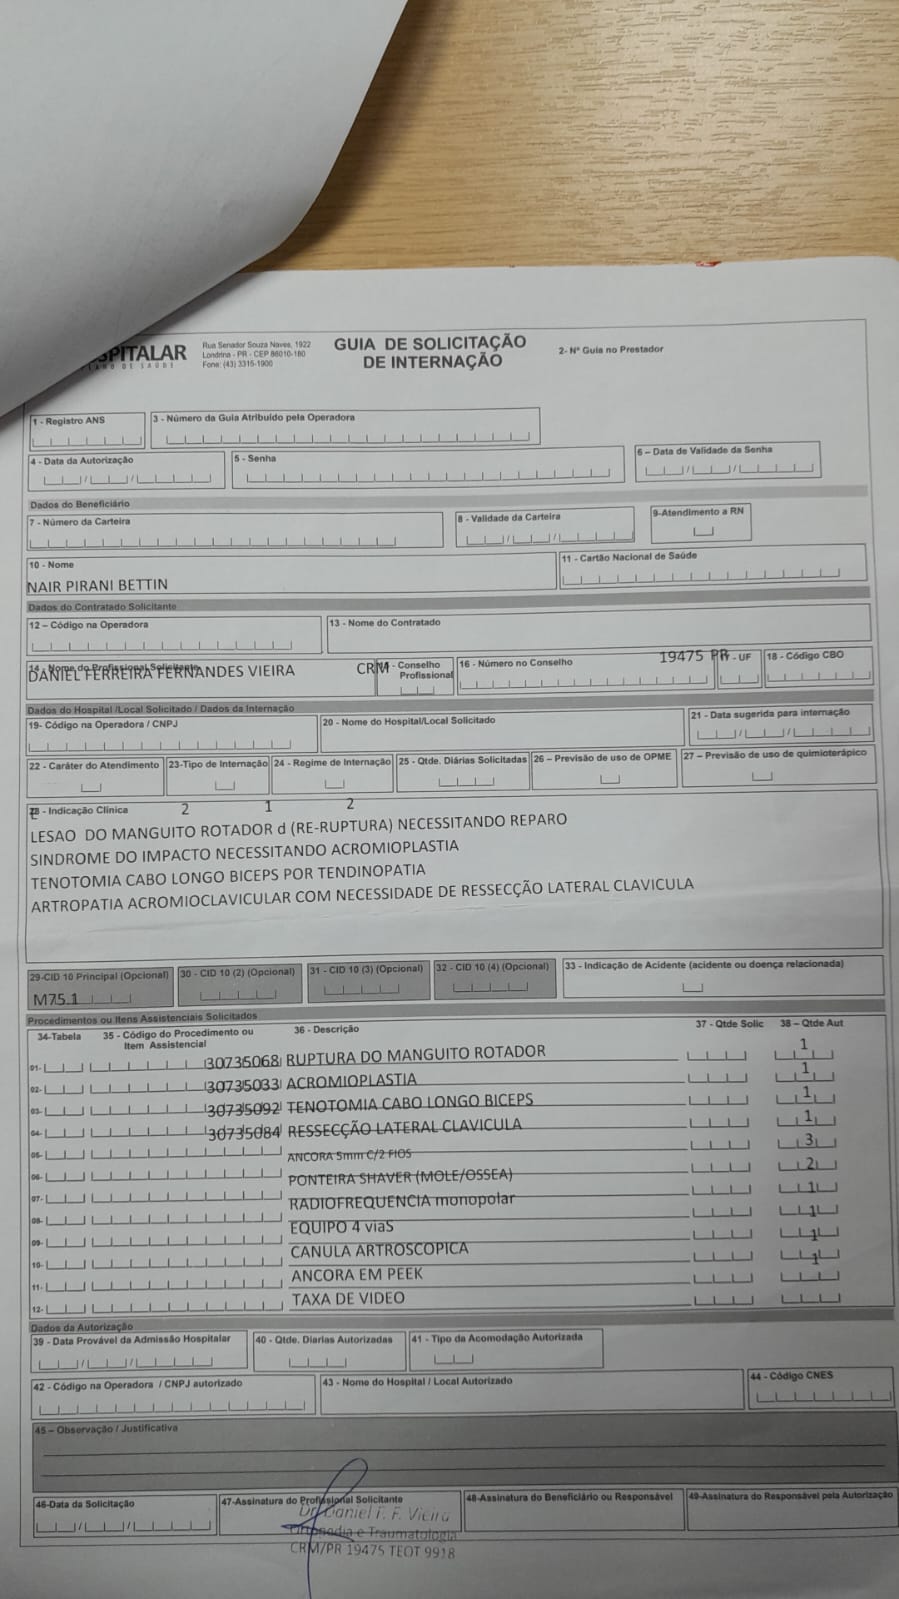 SPITALAR
PLANO DE SAÚDE
Rua Senador Souza Naves, 1922
Londrina - PR - CEP 86010-160
Fone: (43) 3315-1900
GUIA DE SOLICITAÇÃO
DE INTERNAÇÃO
2- Nº Guia no Prestador
1 - Registro ANS
3 - Número da Guia Atribuído pela Operadora
4 - Data da Autorização
5 - Senha
6 – Data de Validade da Senha
Dados do Beneficiário
7 - Número da Carteira
8 - Validade da Carteira
9-Atendimento a RN
10 - Nome
NAIR PIRANI BETTIN
11 - Cartão Nacional de Saúde
Dados do Contratado Solicitante
12 – Código na Operadora
13 - Nome do Contratado
14 - Nome do Profissional Solicitante
DANIEL FERREIRA FERNANDES VIEIRA CRM
- Conselho
Profissional
16 - Número no Conselho
19475 PR
- UF
18 - Código CBO
Dados do Hospital /Local Solicitado / Dados da Internação
19- Código na Operadora / CNPJ
20 - Nome do Hospital/Local Solicitado
21 - Data sugerida para internação
22 - Caráter do Atendimento
23-Tipo de Internação
24 - Regime de Internação
25 - Qtde. Diárias Solicitadas
26 – Previsão de uso de OPME
27 – Previsão de uso de quimioterápico
- Indicação Clínica
2 1 2
LESAO DO MANGUITO ROTADOR d (RE-RUPTURA) NECESSITANDO REPARO
SINDROME DO IMPACTO NECESSITANDO ACROMIOPLASTIA
TENOTOMIA CABO LONGO BICEPS POR TENDINOPATIA
ARTROPATIA ACROMIOCLAVICULAR COM NECESSIDADE DE RESSECÇÃO LATERAL CLAVICULA
29-CID 10 Principal (Opcional)
M75.1
30 - CID 10 (2) (Opcional)
31 - CID 10 (3) (Opcional)
32 - CID 10 (4) (Opcional)
33 - Indicação de Acidente (acidente ou doença relacionada)
Procedimentos ou Itens Assistenciais Solicitados
34-Tabela
35 - Código do Procedimento ou
Item Assistencial
36 - Descrição
37 - Qtde Solic
38 – Qtde Aut
01- 30735068 RUPTURA DO MANGUITO ROTADOR 1
02- 30735033 ACROMIOPLASTIA 1
03- 30735092 TENOTOMIA CABO LONGO BICEPS 1
04- 30735084 RESSECÇÃO LATERAL CLAVICULA 1
05- ANCORA 5mm C/2 FIOS 3
06- PONTEIRA SHAVER (MOLE/OSSEA) 2
07- RADIOFREQUENCIA monopolar 1
08- EQUIPO 4 viaS 1
09- CANULA ARTROSCOPICA 1
10- ANCORA EM PEEK 1
11- TAXA DE VIDEO
12-
Dados da Autorização
39 - Data Provável da Admissão Hospitalar
40 - Qtde. Diarias Autorizadas
41 - Tipo da Acomodação Autorizada
42 - Código na Operadora / CNPJ autorizado
43 - Nome do Hospital / Local Autorizado
44 - Código CNES
45 – Observação / Justificativa
46-Data da Solicitação
47-Assinatura do Profissional Solicitante
48-Assinatura do Beneficiário ou Responsável
49-Assinatura do Responsável pela Autorização
Dr. Daniel F. F. Vieira
Ortopedia e Traumatologia
CRM/PR 19475 TEOT 9918